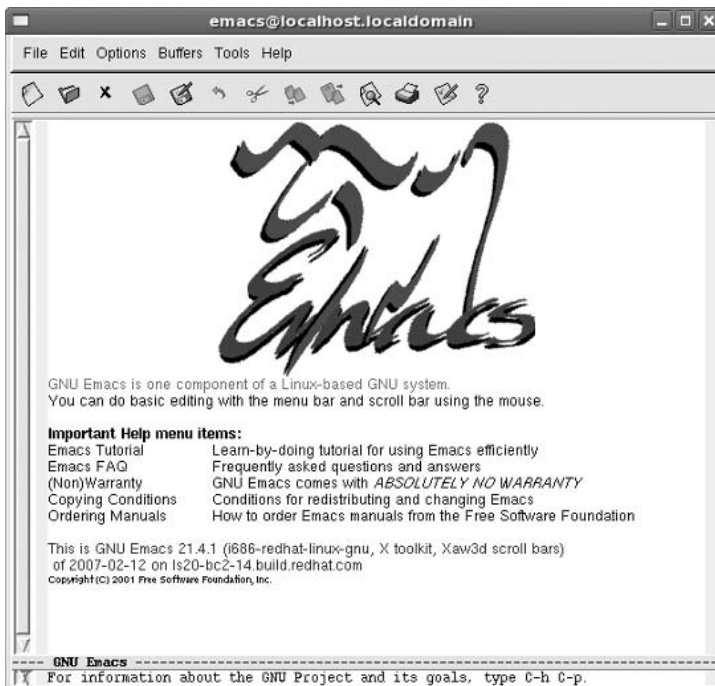 emacs@localhost.localdomain
File Edit Options Buffers Tools Help
Emacs
GNU Emacs is one component of a Linux-based GNU system.
You can do basic editing with the menu bar and scroll bar using the mouse.
Important Help menu items:
Emacs Tutorial Learn-by-doing tutorial for using Emacs efficiently
Emacs FAQ Frequently asked questions and answers
(Non)Warranty GNU Emacs comes with ABSOLUTELY NO WARRANTY
Copying Conditions Conditions for redistributing and changing Emacs
Ordering Manuals How to order Emacs manuals from the Free Software Foundation
This is GNU Emacs 21.4.1 (i686-redhat-linux-gnu, X toolkit, Xaw3d scroll bars)
of 2007-02-12 on ls20-bc2-14.build.redhat.com
Copyright (C) 2001 Free Software Foundation, Inc.
---- GNU Emacs ----------------------------------------------------------------
For information about the GNU Project and its goals, type C-h C-p.